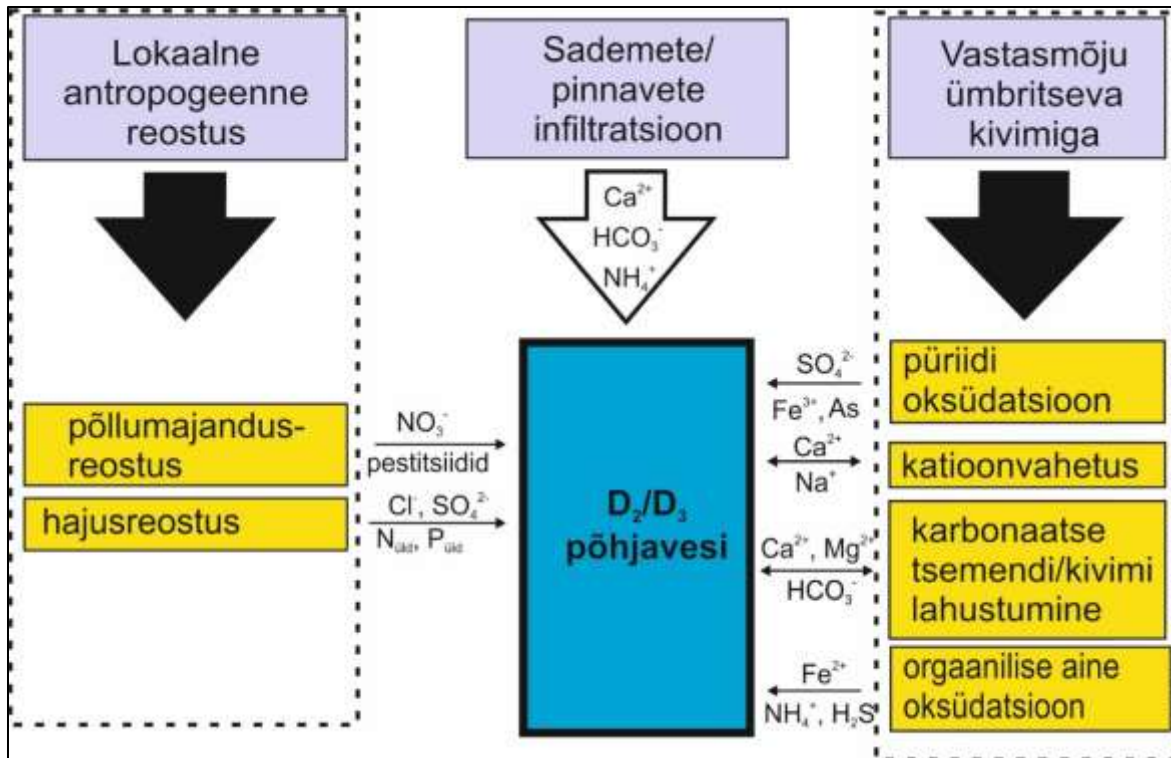 Lokaalne
antropogeenne
reostus
Sademete/
pinnavete
infiltratsioon
Vastasmõju
ümbritseva
kivimiga
Ca²⁺
HCO₃⁻
NH₄⁺
põllumajandus-
reostus
hajusreostus
NO₃⁻
pestitsiidid
Cl⁻, SO₄²⁻
Nüld, Püld
D₂/D₃
põhjavesi
SO₄²⁻
Fe³⁺, As
Ca²⁺
Na⁺
Ca²⁺, Mg²⁺
HCO₃⁻
Fe²⁺
NH₄⁺, H₂S
püriidi
oksüdatsioon
katioonvahetus
karbonaatse
tsemendi/kivimi
lahustumine
orgaanilise aine
oksüdatsioon